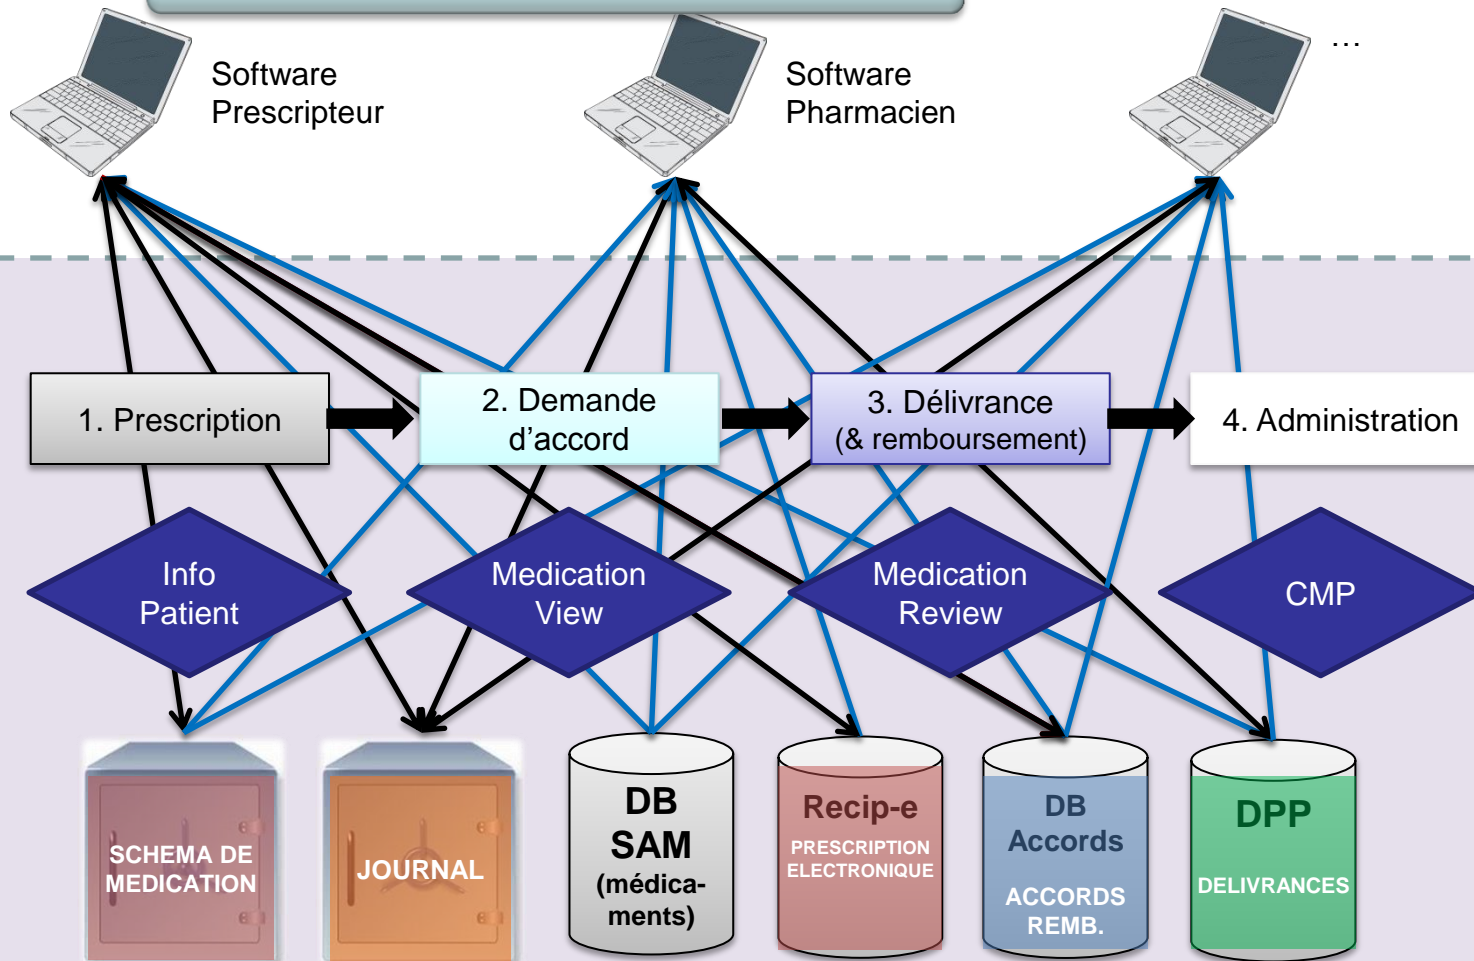 Software
Prescripteur
Software
Pharmacien
...
1. Prescription
2. Demande
d’accord
3. Délivrance
(& remboursement)
4. Administration
Info
Patient
Medication
View
Medication
Review
CMP
SCHEMA DE
MEDICATION
JOURNAL
DB
SAM
(médica-
ments)
Recip-e
PRESCRIPTION
ELECTRONIQUE
DB
Accords
ACCORDS
REMB.
DPP
DELIVRANCES